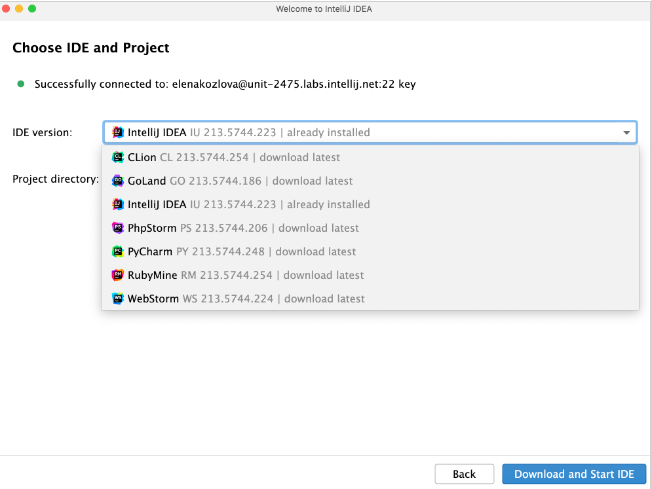 Welcome to IntelliJ IDEA
Choose IDE and Project
Successfully connected to: elenakozlova@unit-2475.labs.intellij.net:22 key
IDE version: IntelliJ IDEA IU 213.5744.223 | already installed
CLion CL 213.5744.254 | download latest
Project directory:
GoLand GO 213.5744.186 | download latest
IntelliJ IDEA IU 213.5744.223 | already installed
PhpStorm PS 213.5744.206 | download latest
PyCharm PY 213.5744.248 | download latest
RubyMine RM 213.5744.254 | download latest
WebStorm WS 213.5744.224 | download latest
Back Download and Start IDE